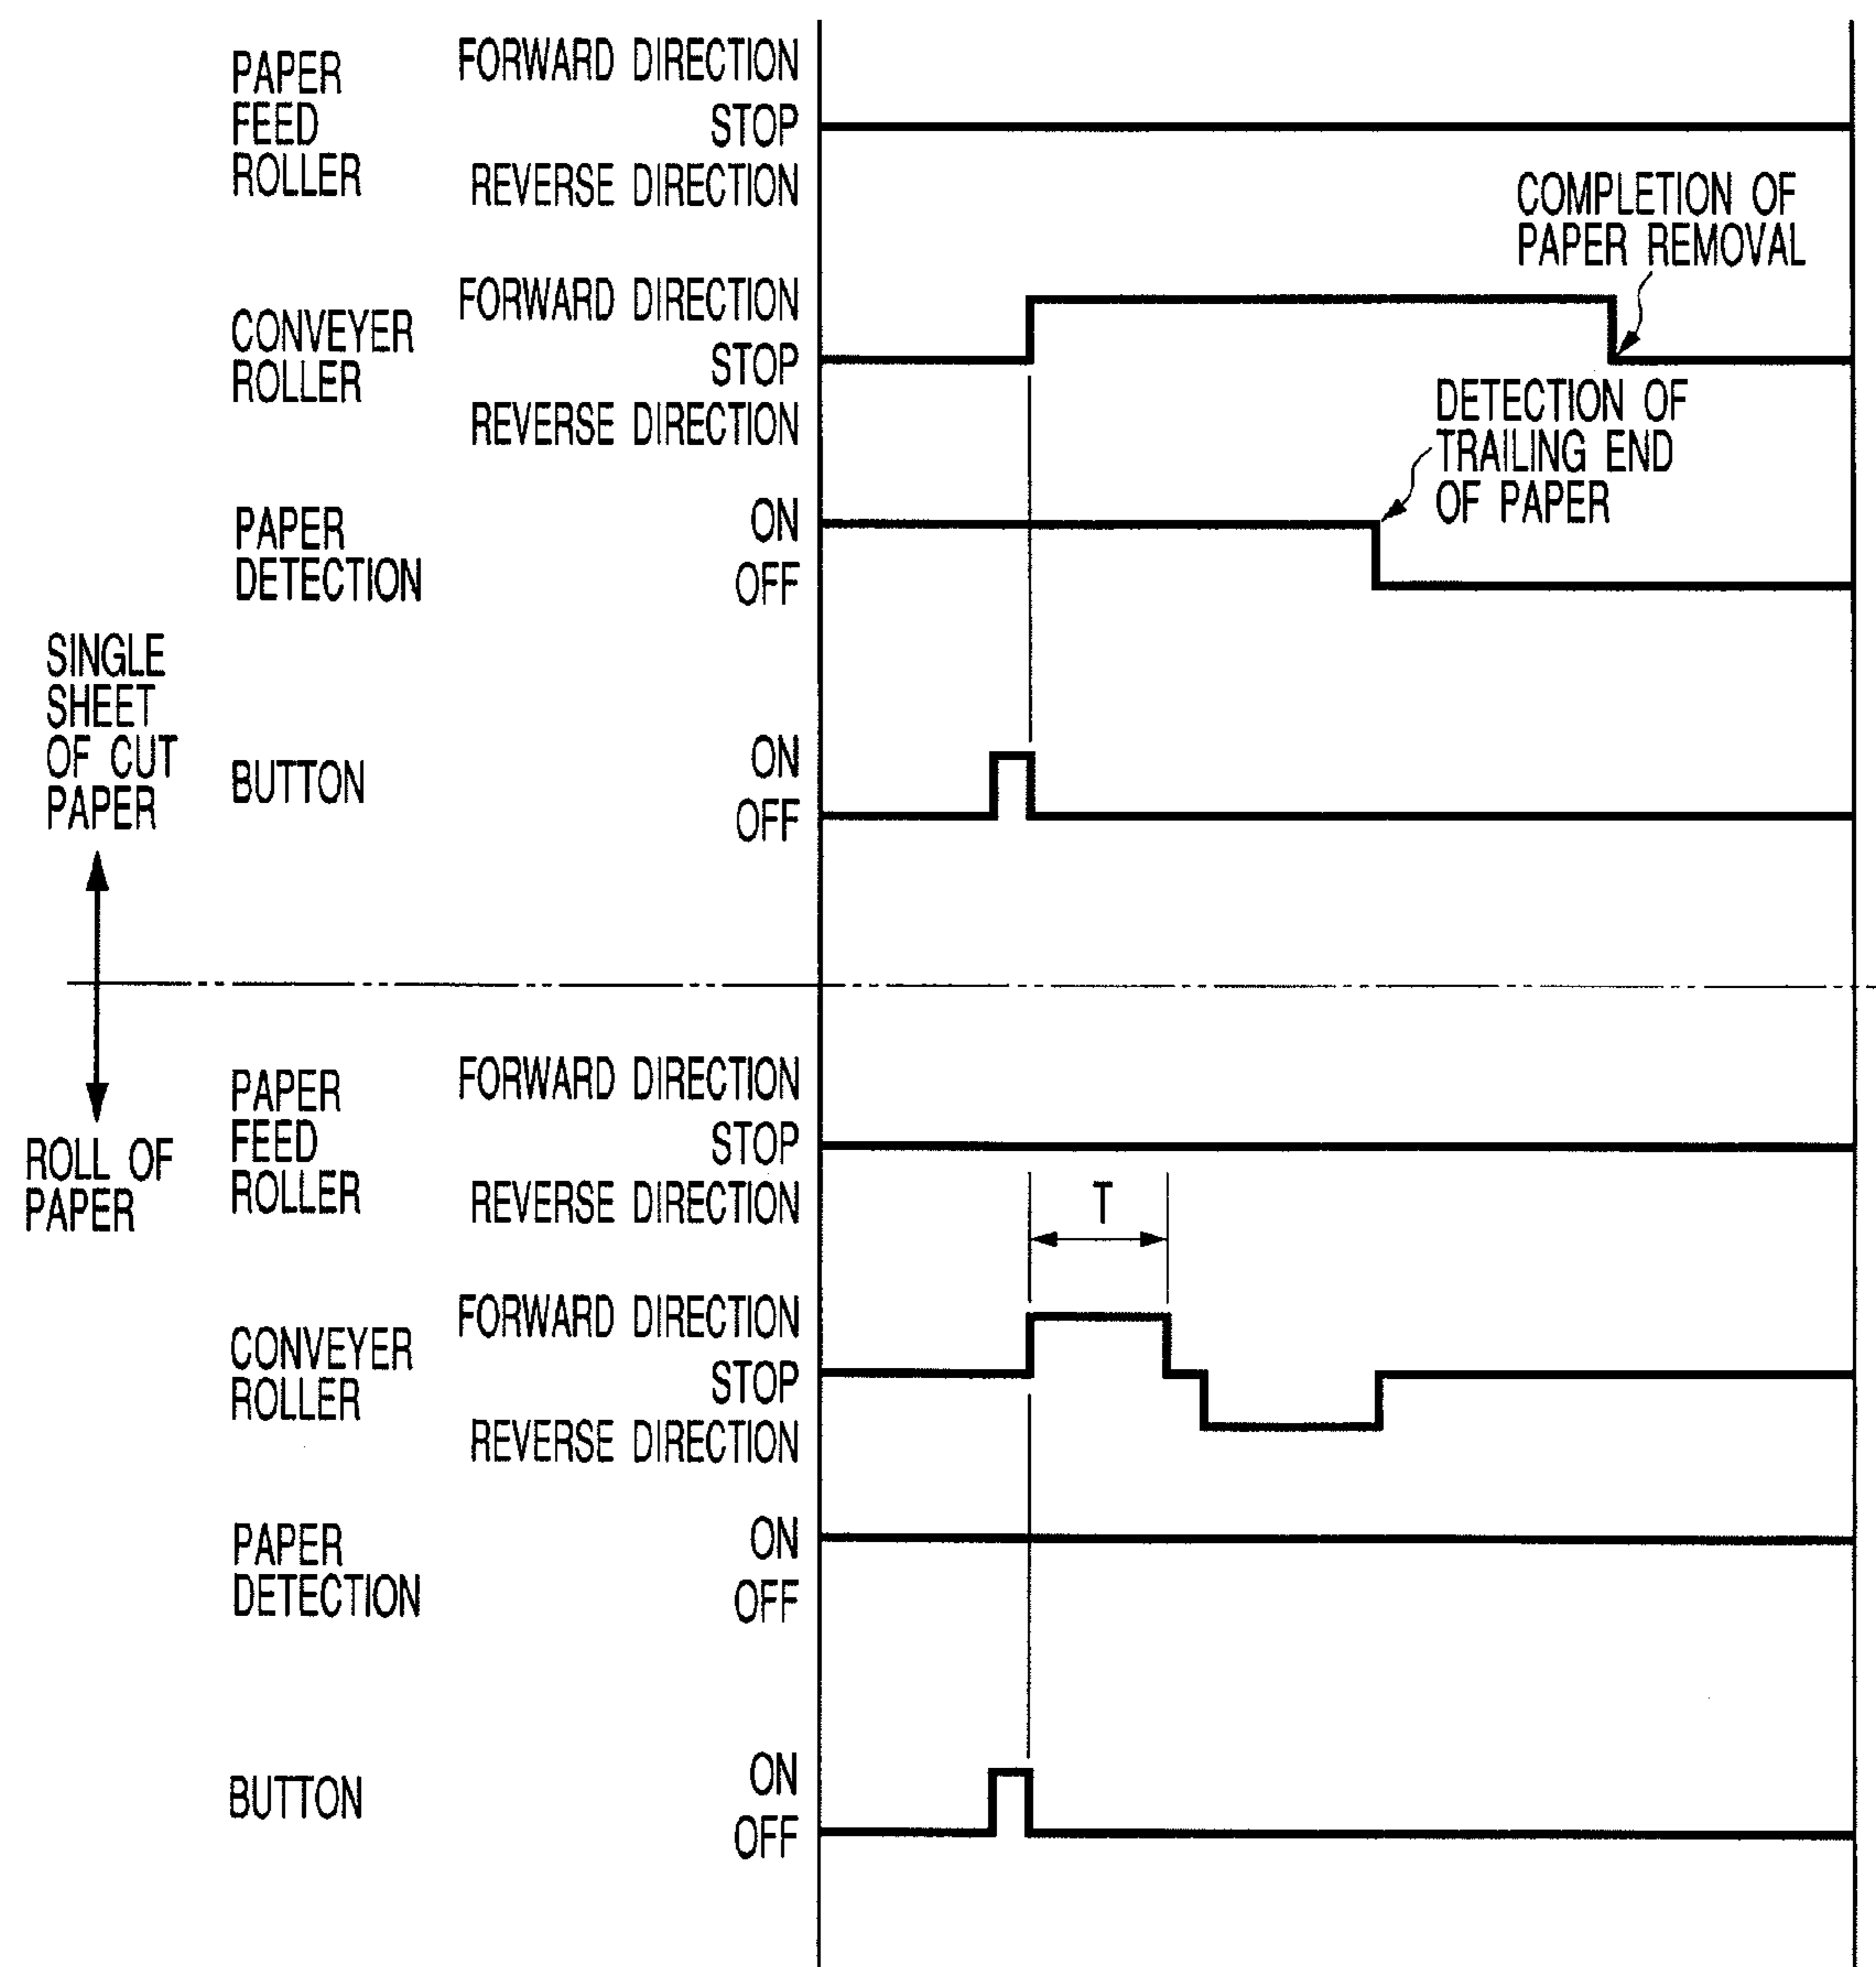 PAPER
FEED
ROLLER
FORWARD DIRECTION
STOP
REVERSE DIRECTION
COMPLETION OF
PAPER REMOVAL
CONVEYER
ROLLER
FORWARD DIRECTION
STOP
REVERSE DIRECTION
DETECTION OF
TRAILING END
OF PAPER
PAPER
DETECTION
ON
OFF
SINGLE
SHEET
OF CUT
PAPER
BUTTON
ON
OFF
ROLL OF
PAPER
PAPER
FEED
ROLLER
FORWARD DIRECTION
STOP
REVERSE DIRECTION
T
CONVEYER
ROLLER
FORWARD DIRECTION
STOP
REVERSE DIRECTION
PAPER
DETECTION
ON
OFF
BUTTON
ON
OFF